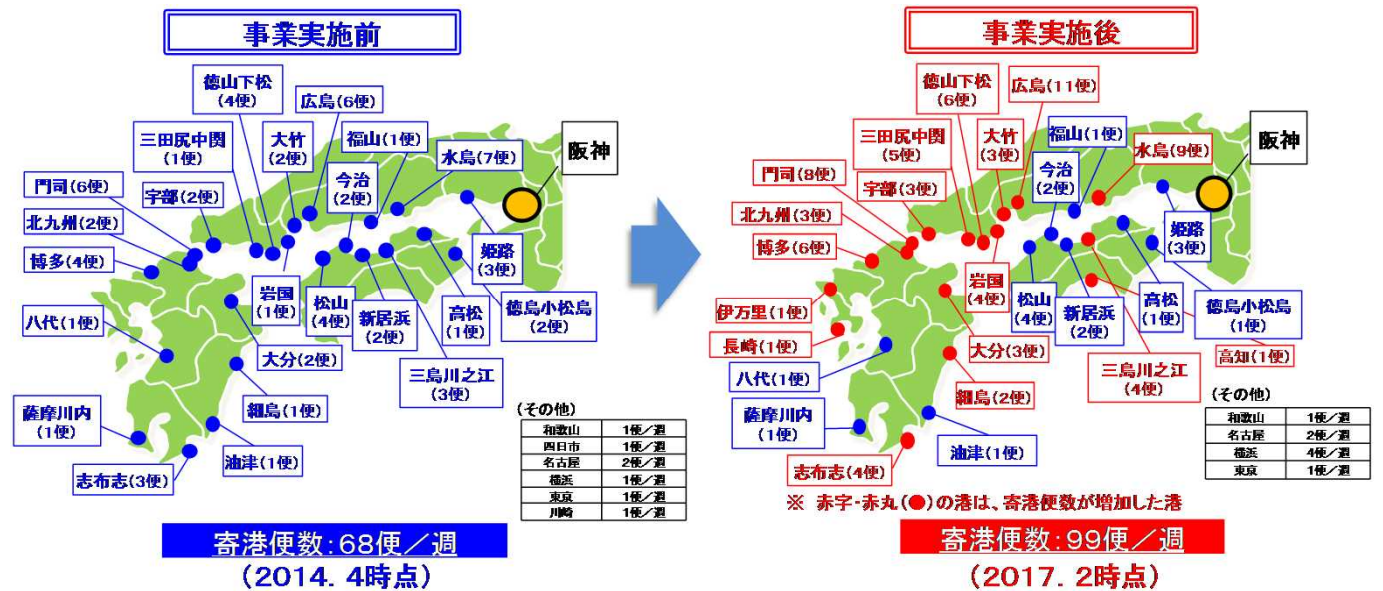 事業実施前
徳山下松
(4便)
広島(6便)
三田尻中関
(1便)
大竹
(2便)
福山(1便)
水島(7便)
阪神
門司(6便)
宇部(2便)
今治
(2便)
北九州(2便)
博多(4便)
姫路
(3便)
岩国
(1便)
松山
(4便)
新居浜
(2便)
高松
(1便)
徳島小松島
(2便)
八代(1便)
大分(2便)
三島川之江
(3便)
細島(1便)
薩摩川内
(1便)
油津(1便)
志布志(3便)
(その他)
和歌山 1便/週
四日市 1便/週
名古屋 2便/週
横浜 1便/週
東京 1便/週
川崎 1便/週
寄港便数:68便/週
(2014. 4時点)
事業実施後
徳山下松
(6便)
広島(11便)
三田尻中関
(5便)
大竹
(3便)
福山(1便)
水島(9便)
阪神
門司(8便)
宇部(3便)
今治
(2便)
北九州(3便)
博多(6便)
姫路
(3便)
岩国
(4便)
松山
(4便)
新居浜
(2便)
高松
(1便)
徳島小松島
(1便)
伊万里(1便)
長崎(1便)
大分(3便)
高知(1便)
八代(1便)
三島川之江
(4便)
細島(2便)
薩摩川内
(1便)
油津(1便)
志布志(4便)
(その他)
和歌山 1便/週
名古屋 2便/週
横浜 4便/週
東京 1便/週
※ 赤字・赤丸(●)の港は、寄港便数が増加した港
寄港便数:99便/週
(2017. 2時点)